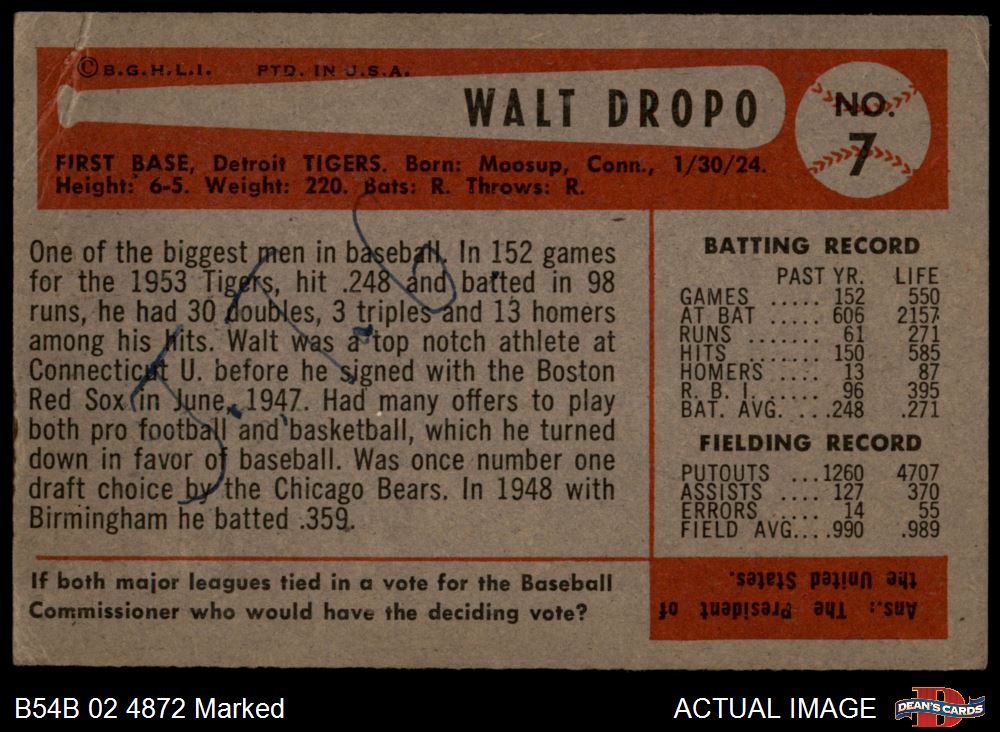 ©B.G.H.L.I. PTD. IN U.S.A.
WALT DROPO
NO.
7
FIRST BASE, Detroit TIGERS. Born: Moosup, Conn., 1/30/24.
Height: 6-5. Weight: 220. Bats: R. Throws: R.
One of the biggest men in baseball. In 152 games
for the 1953 Tigers, hit .248 and batted in 98
runs, he had 30 doubles, 3 triples and 13 homers
among his hits. Walt was a top notch athlete at
Connecticut U. before he signed with the Boston
Red Sox in June, 1947. Had many offers to play
both pro football and basketball, which he turned
down in favor of baseball. Was once number one
draft choice by the Chicago Bears. In 1948 with
Birmingham he batted .359.
BATTING RECORD
PAST YR. LIFE
GAMES ..... 152 550
AT BAT ..... 606 2157
RUNS ...... 61 271
HITS ....... 150 585
HOMERS .... 13 87
R. B. I. ...... 96 395
BAT. AVG. ...248 .271
FIELDING RECORD
PUTOUTS ...1260 4707
ASSISTS .... 127 370
ERRORS .... 14 55
FIELD AVG....990 .989
If both major leagues tied in a vote for the Baseball
Commissioner who would have the deciding vote?
Ans.: The President of
the United States.
B54B 02 4872 Marked
ACTUAL IMAGE
DEAN'S CARDS